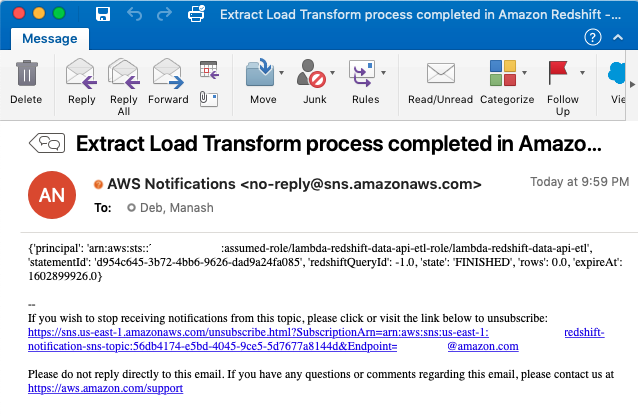 Extract Load Transform process completed in Amazon Redshift -...
Message
?
Delete
Reply
Reply All
Forward
Move
Junk
Rules
Read/Unread
Categorize
Follow Up
Extract Load Transform process completed in Amazo...
AN
AWS Notifications <no-reply@sns.amazonaws.com>
Today at 9:59 PM
To: Deb, Manash
{'principal': 'arn:aws:sts::' :assumed-role/lambda-redshift-data-api-etl-role/lambda-redshift-data-api-etl',
'statementId': 'd954c645-3b72-4bb6-9626-dad9a24fa085', 'redshiftQueryId': -1.0, 'state': 'FINISHED', 'rows': 0.0, 'expireAt':
1602899926.0}
--
If you wish to stop receiving notifications from this topic, please click or visit the link below to unsubscribe:
https://sns.us-east-1.amazonaws.com/unsubscribe.html?SubscriptionArn=arn:aws:sns:us-east-1: redshift-
notification-sns-topic:56db4174-e5bd-4045-9ce5-5d7677a8144d&Endpoint= @amazon.com
Please do not reply directly to this email. If you have any questions or comments regarding this email, please contact us at
https://aws.amazon.com/support